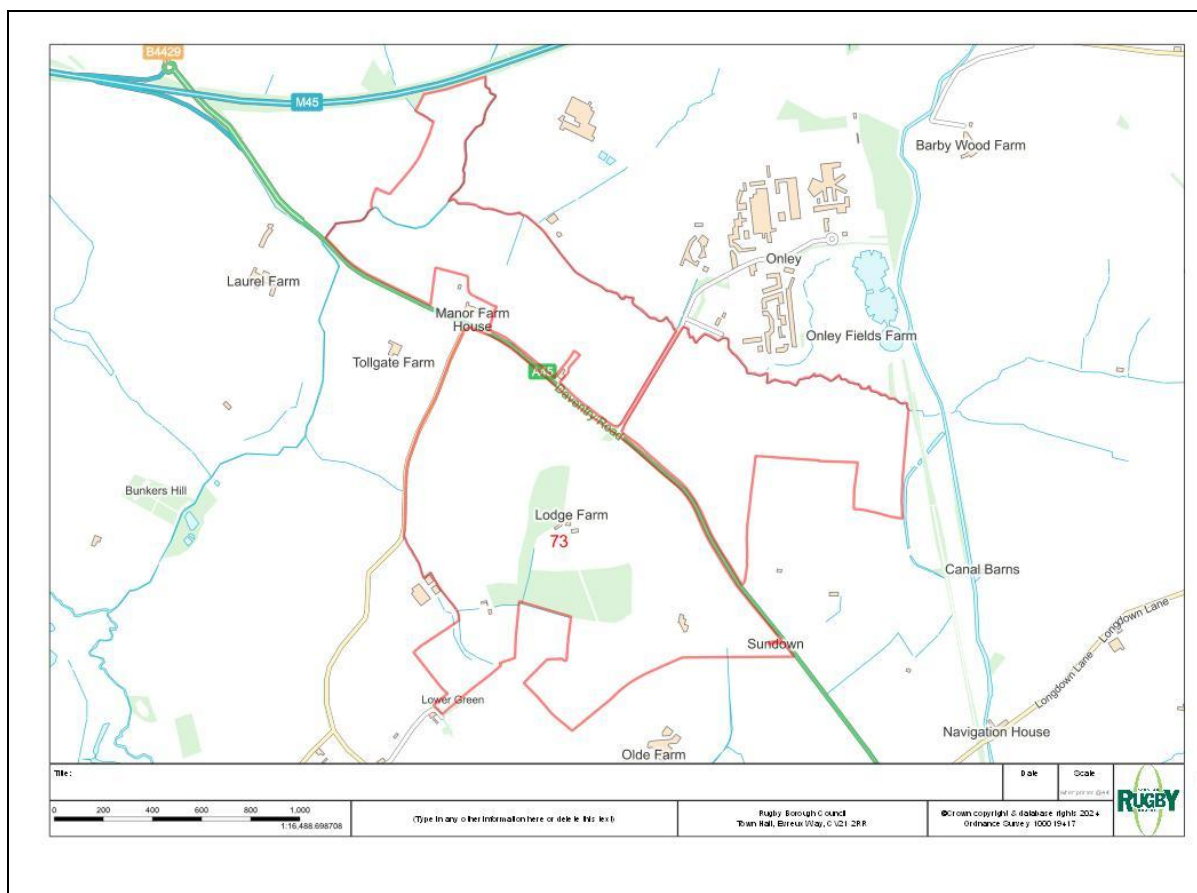 B4429
M45
Barby Wood Farm
Onley
Laurel Farm
Manor Farm
House
Onley Fields Farm
Tollgate Farm
A45
Daventry Road
Bunkers Hill
Lodge Farm
73
Canal Barns
Longdown Lane
Sundown
Longdown Lane
Lower Green
Navigation House
Olde Farm
Title:
Date
Scale
0 200 400 600 800 1,000
1:16,488.698708
(Type in any other information here or delete this text)
Rugby Borough Council
Town Hall, Evreux Way, CV21 2RR
©Crown copyright & database rights 2024
Ordnance Survey 100019417
RUGBY